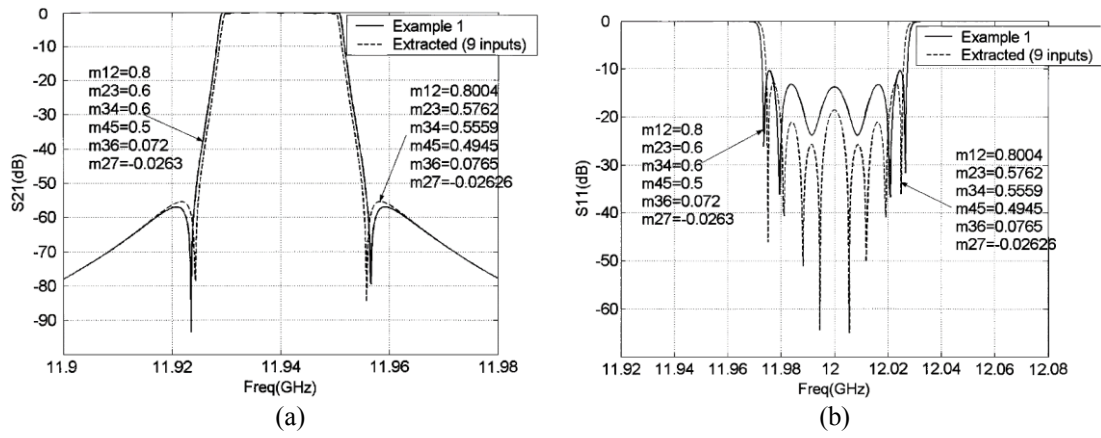 Example 1
Extracted (9 inputs)
0
-10
-20
-30
-40
-50
-60
-70
-80
-90
S21(dB)
m12=0.8
m23=0.6
m34=0.6
m45=0.5
m36=0.072
m27=-0.0263
m12=0.8004
m23=0.5762
m34=0.5559
m45=0.4945
m36=0.0765
m27=-0.02626
11.9
11.92
11.94
11.96
11.98
Freq(GHz)
(a)
Example 1
Extracted (9 inputs)
0
-10
-20
-30
-40
-50
-60
S11(dB)
m12=0.8
m23=0.6
m34=0.6
m45=0.5
m36=0.072
m27=-0.0263
m12=0.8004
m23=0.5762
m34=0.5559
m45=0.4945
m36=0.0765
m27=-0.02626
11.92
11.94
11.96
11.98
12
12.02
12.04
12.06
12.08
Freq(GHz)
(b)